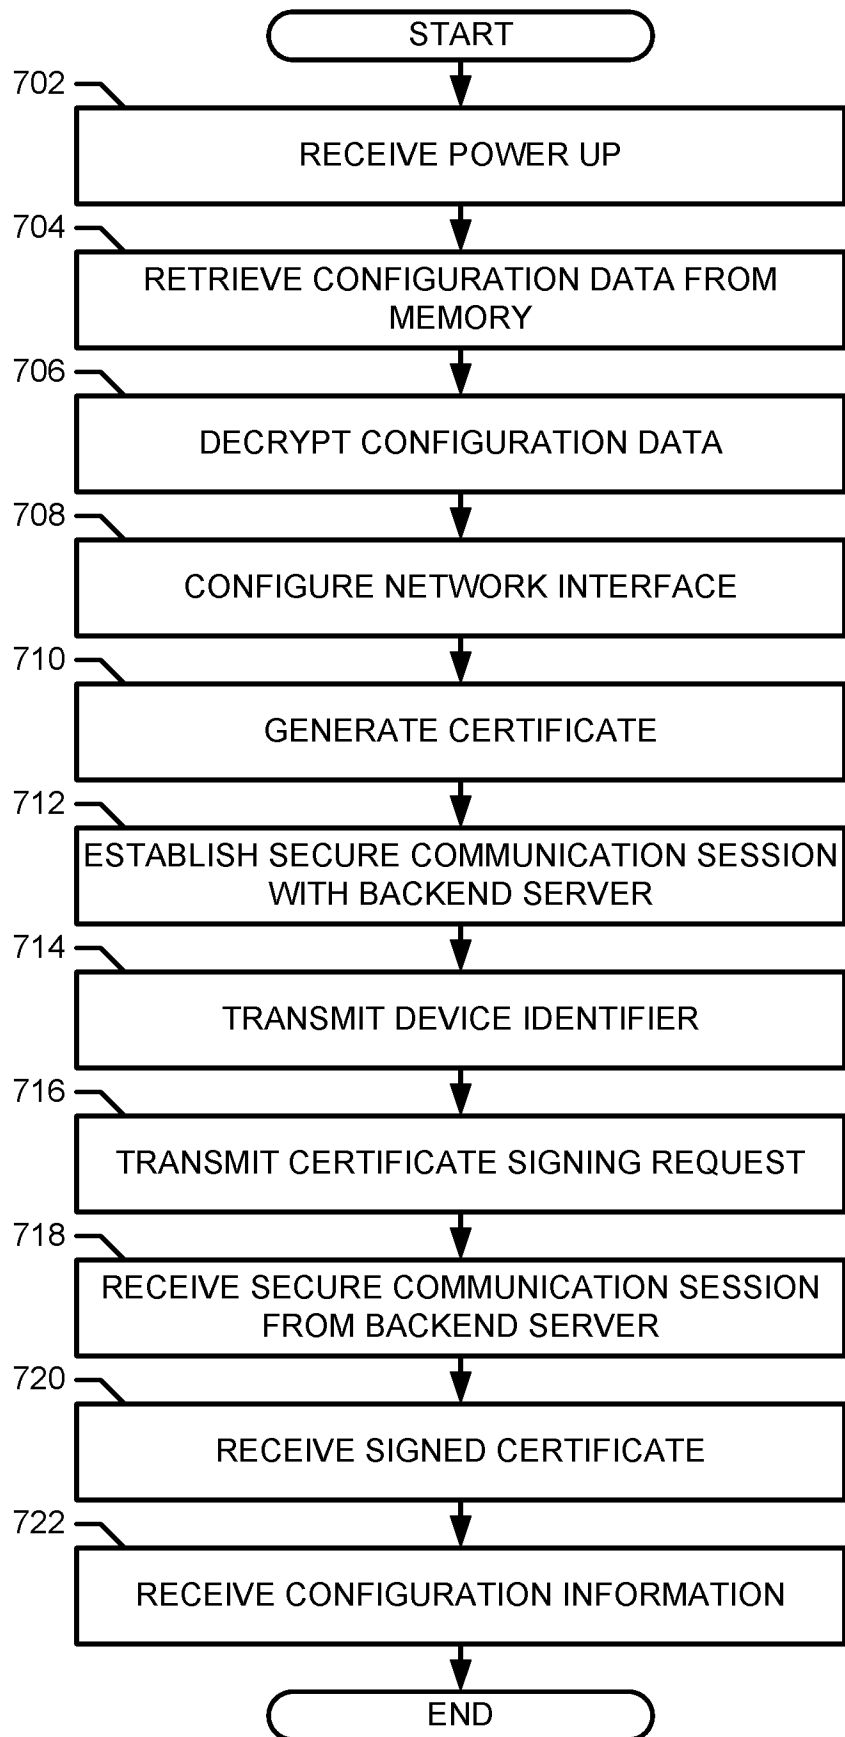 START
702
RECEIVE POWER UP
704
RETRIEVE CONFIGURATION DATA FROM
MEMORY
706
DECRYPT CONFIGURATION DATA
708
CONFIGURE NETWORK INTERFACE
710
GENERATE CERTIFICATE
712
ESTABLISH SECURE COMMUNICATION SESSION
WITH BACKEND SERVER
714
TRANSMIT DEVICE IDENTIFIER
716
TRANSMIT CERTIFICATE SIGNING REQUEST
718
RECEIVE SECURE COMMUNICATION SESSION
FROM BACKEND SERVER
720
RECEIVE SIGNED CERTIFICATE
722
RECEIVE CONFIGURATION INFORMATION
END